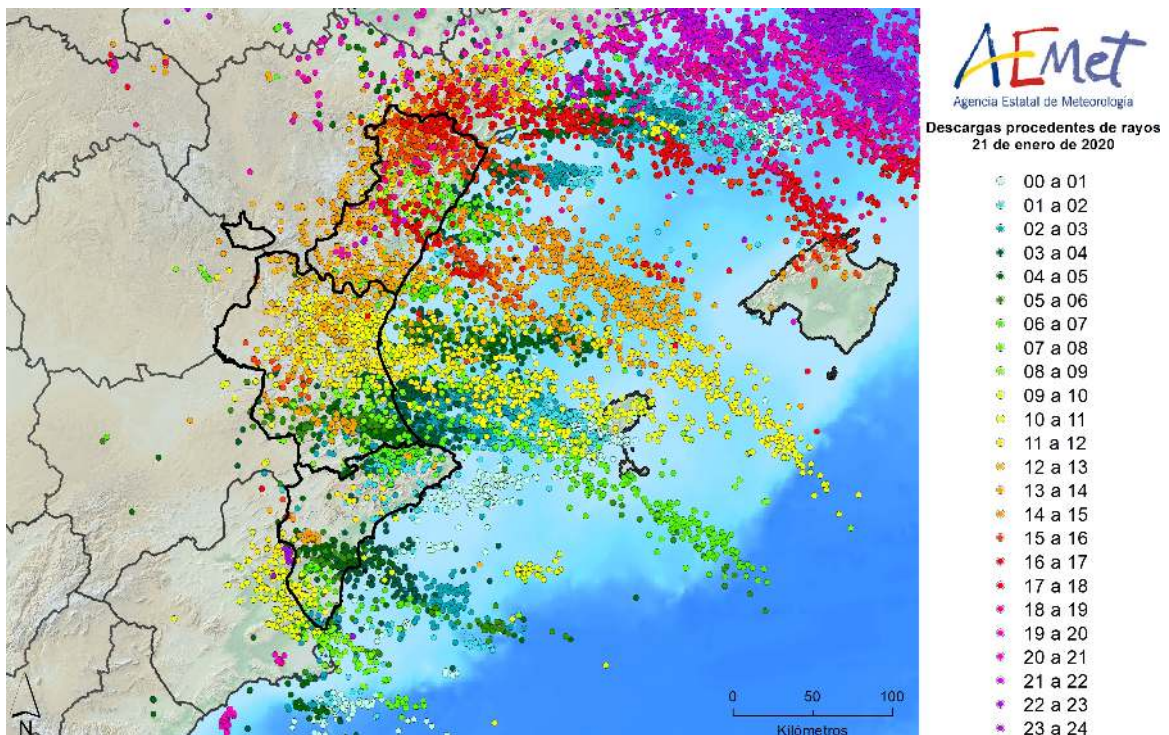 AEMet
Agencia Estatal de Meteorología
Descargas procedentes de rayos
21 de enero de 2020
00 a 01
01 a 02
02 a 03
03 a 04
04 a 05
05 a 06
06 a 07
07 a 08
08 a 09
09 a 10
10 a 11
11 a 12
12 a 13
13 a 14
14 a 15
15 a 16
16 a 17
17 a 18
18 a 19
19 a 20
20 a 21
21 a 22
22 a 23
23 a 24
N
0 50 100
Kilómetros